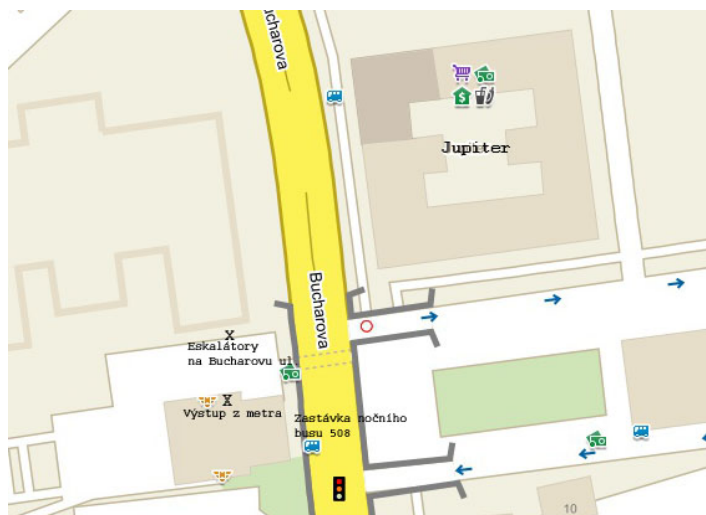 Bucharova
Jupiter
Bucharova
X
Eskalátory
na Bucharovu ul.
X
Výstup z metra
Zastávka nočního
busu 508
10